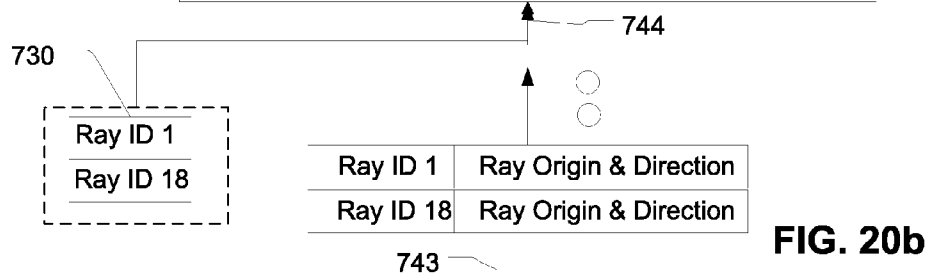 744
730
Ray ID 1
Ray ID 18
Ray ID 1 Ray Origin & Direction
Ray ID 18 Ray Origin & Direction
FIG. 20b
743